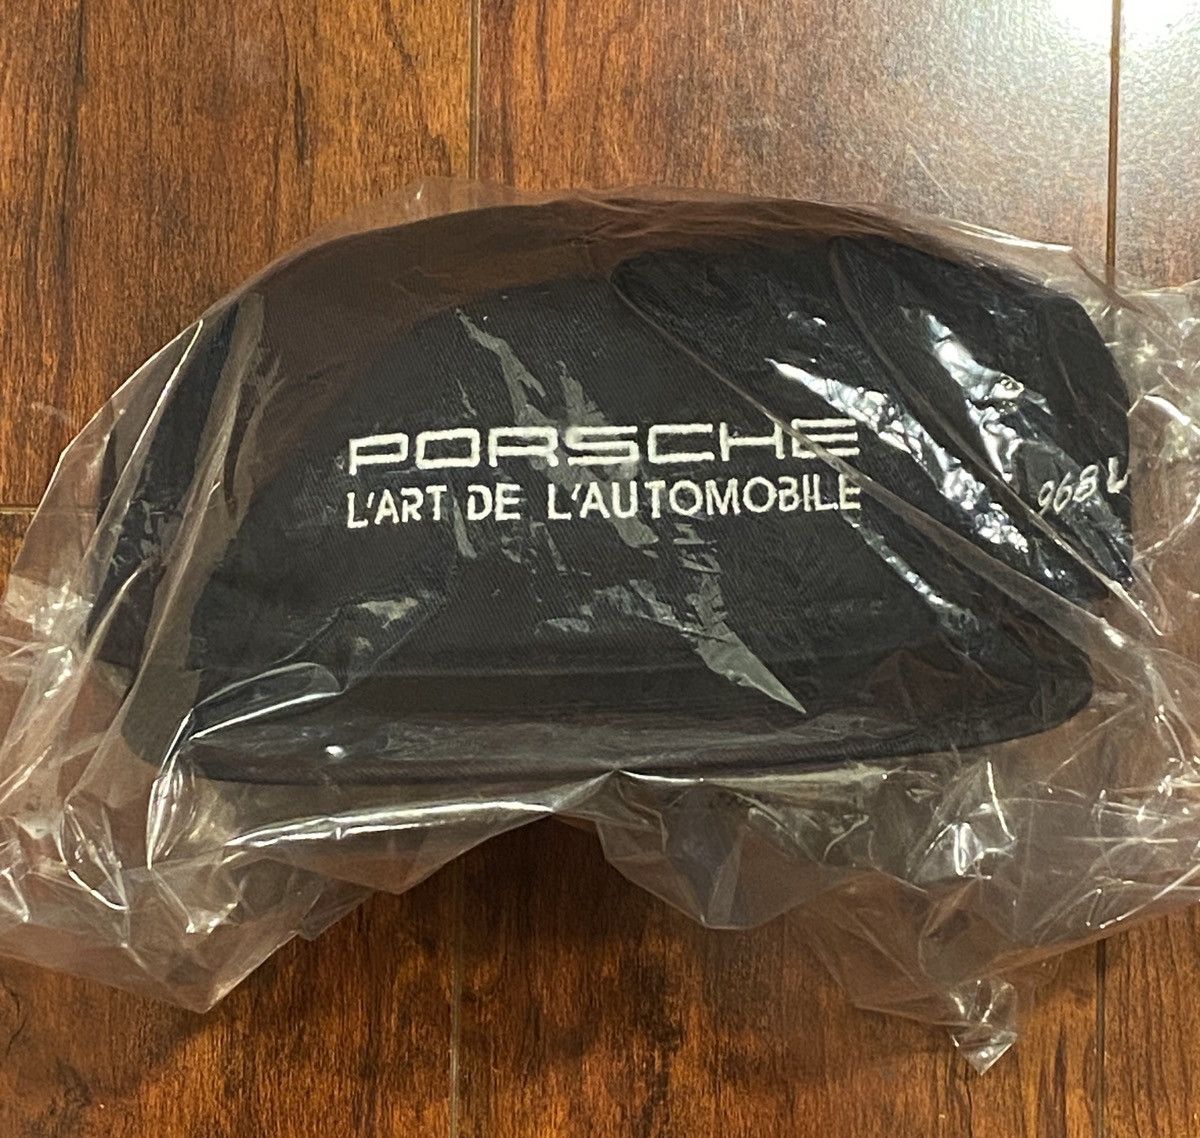 PORSCHE
L'ART DE L'AUTOMOBILE
968 L